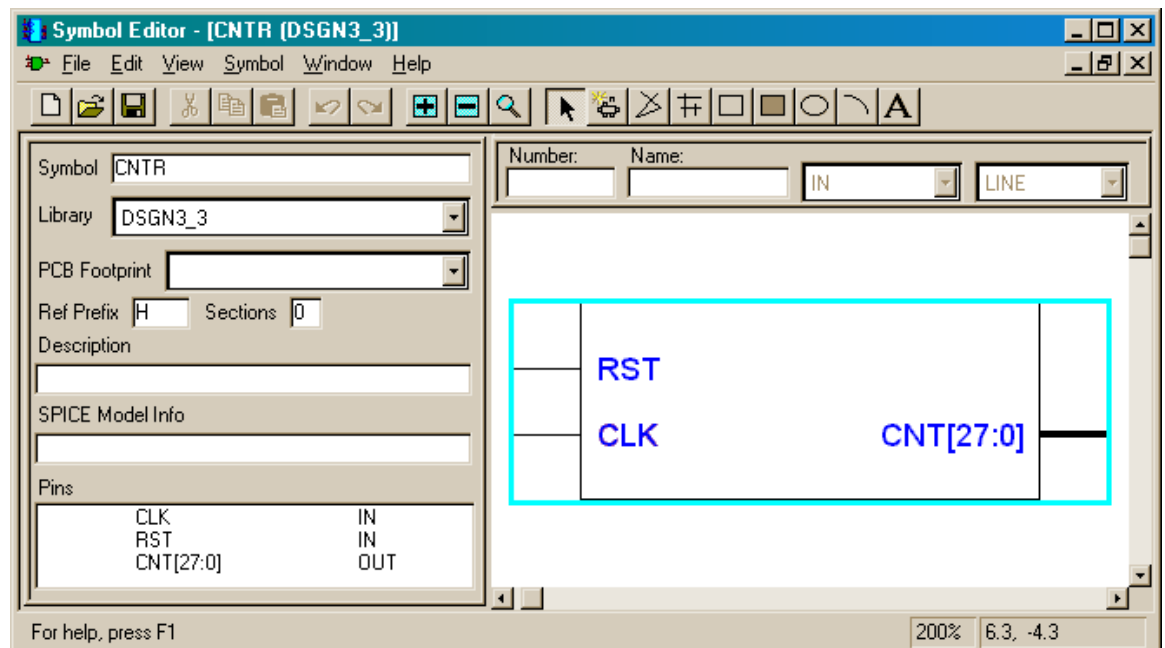 Symbol Editor - [CNTR (DSGN3_3)]
File Edit View Symbol Window Help
A
Symbol CNTR
Library DSGN3_3
PCB Footprint
Ref Prefix H Sections 0
Description
SPICE Model Info
Pins
CLK IN
RST IN
CNT[27:0] OUT
Number: Name:
IN LINE
RST
CLK CNT[27:0]
For help, press F1 200% 6.3, -4.3